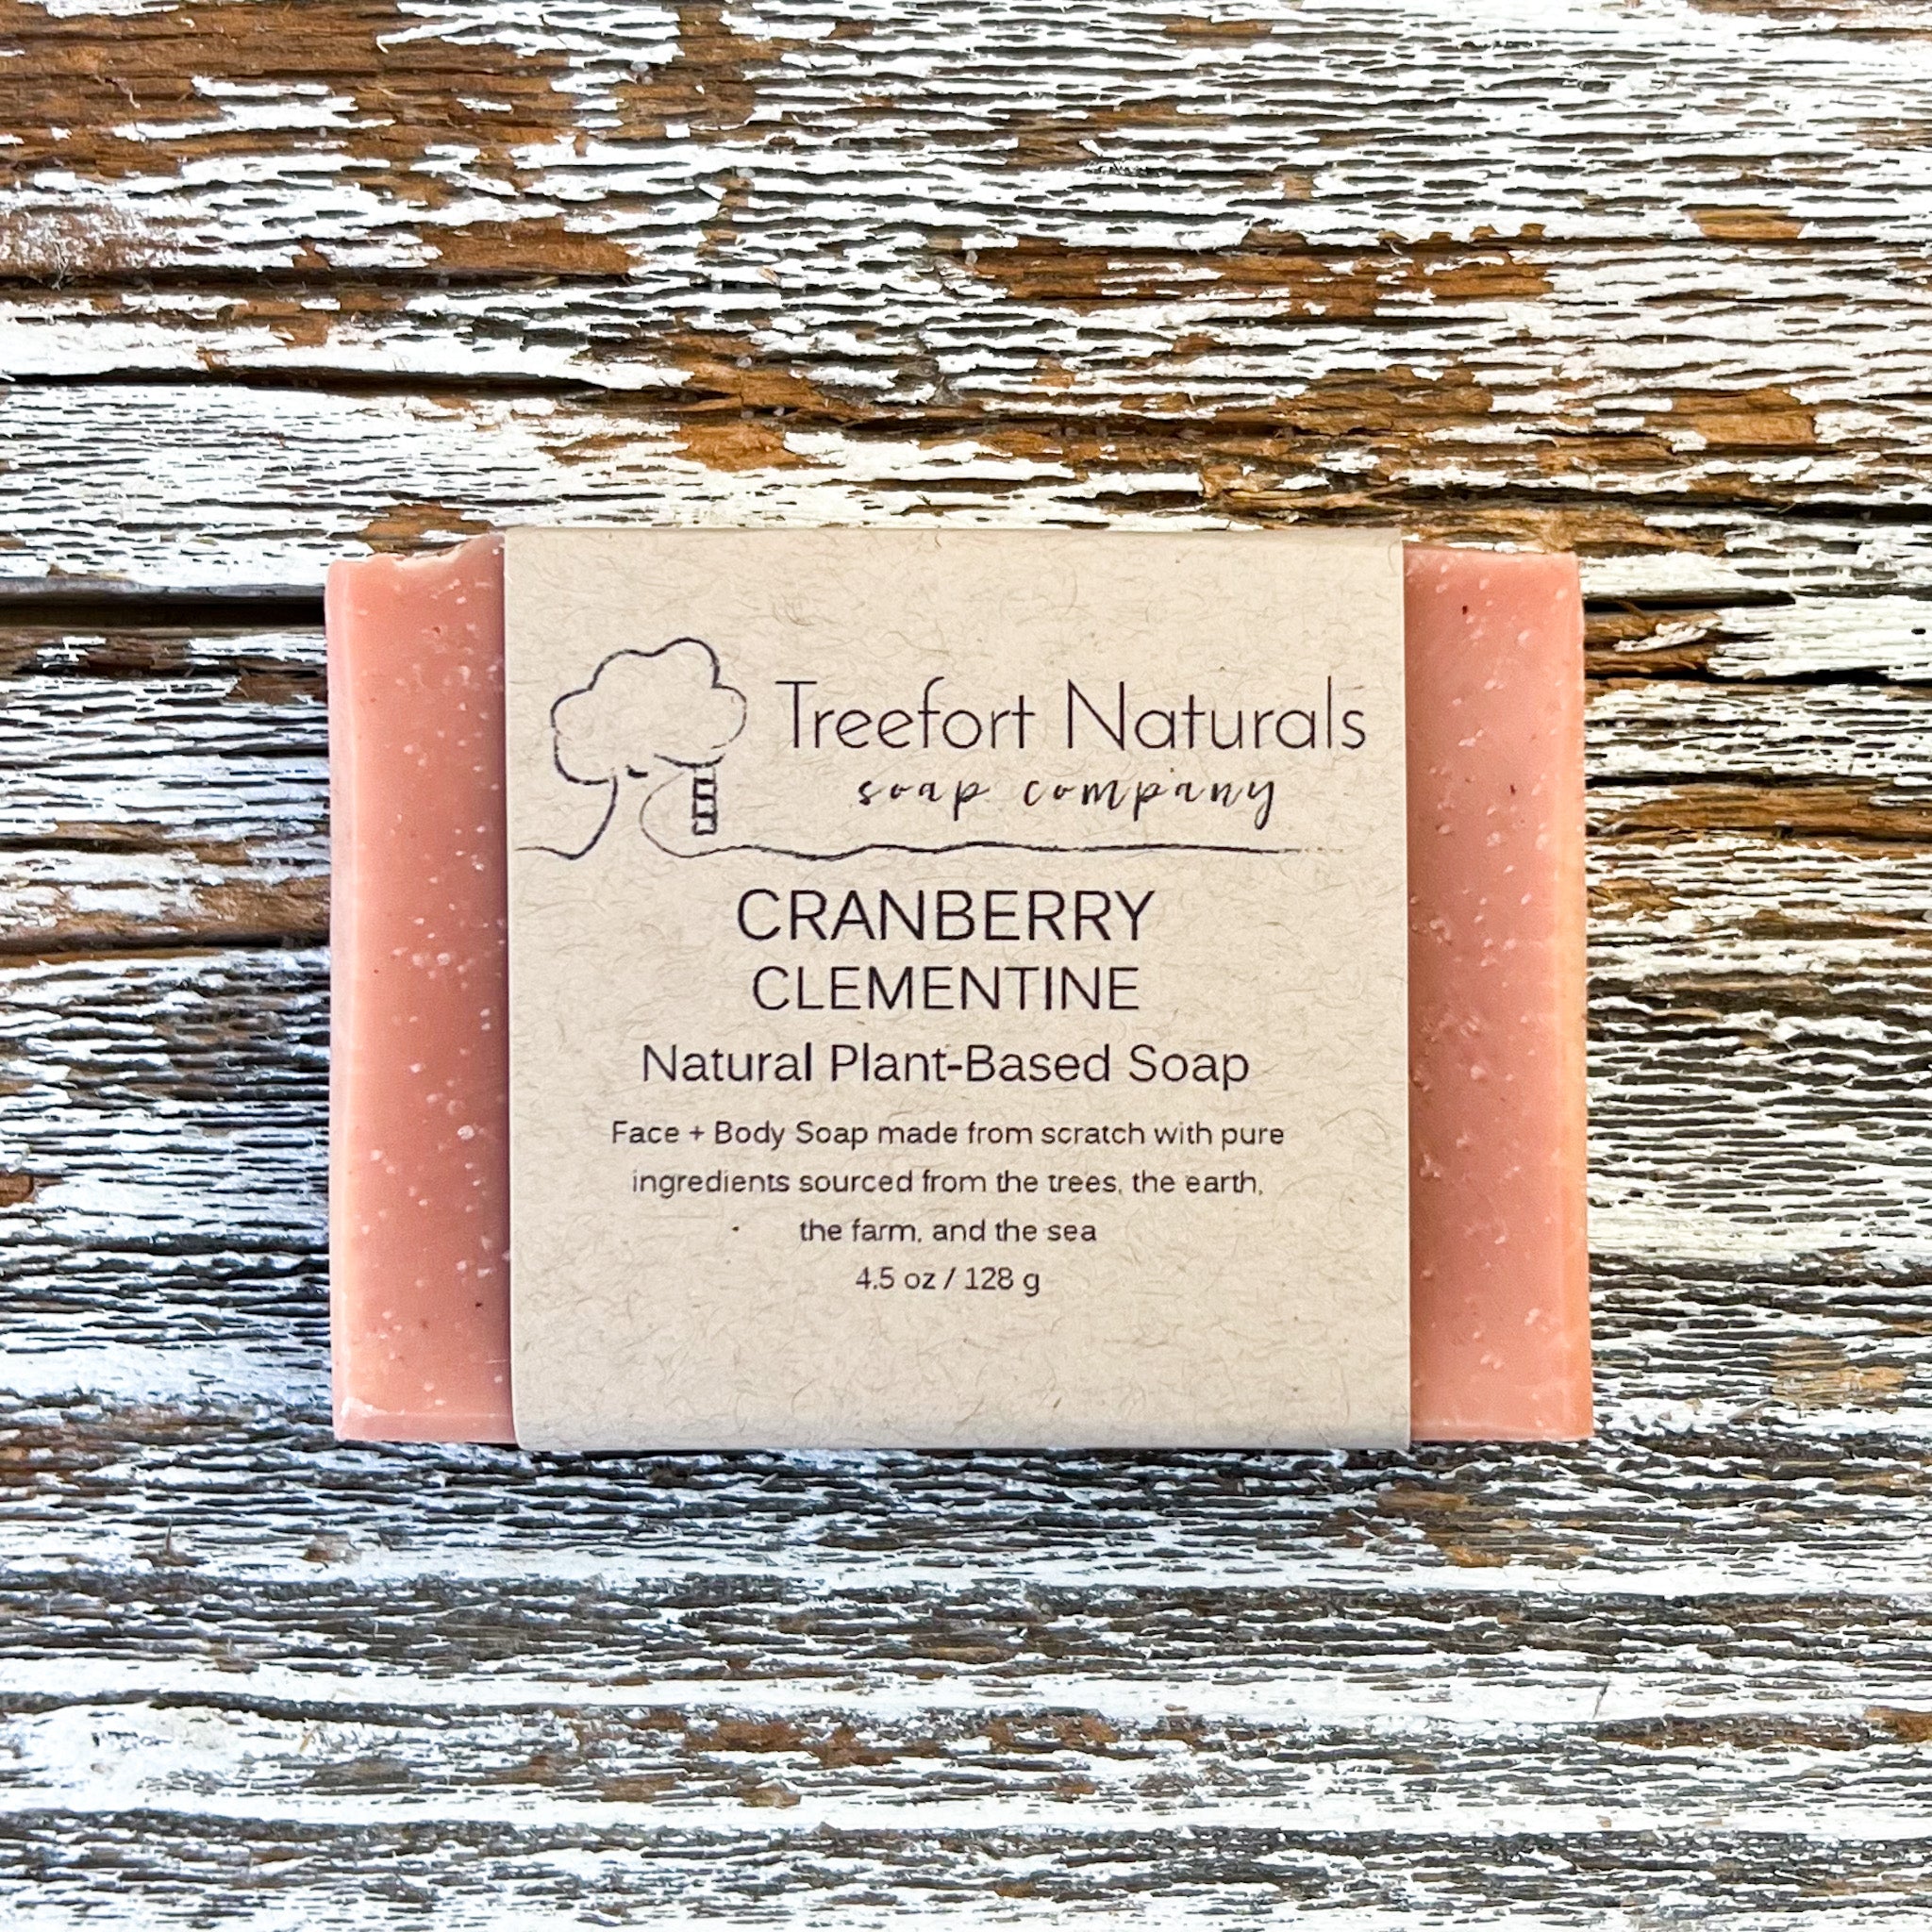 Treefort Naturals
soap company
CRANBERRY
CLEMENTINE
Natural Plant-Based Soap
Face + Body Soap made from scratch with pure
ingredients sourced from the trees, the earth,
the farm, and the sea
4.5 oz / 128 g